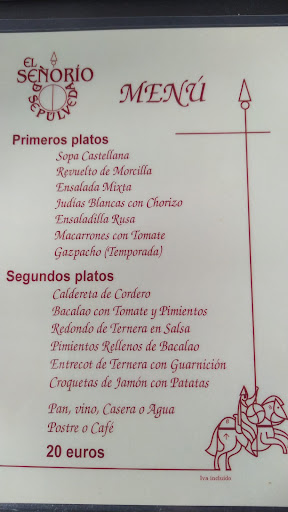 EL
SEÑORÍO
D SEPÚLVEDA
MENÚ
Primeros platos
Sopa Castellana
Revuelto de Morcilla
Ensalada Mixta
Judías Blancas con Chorizo
Ensaladilla Rusa
Macarrones con Tomate
Gazpacho (Temporada)
Segundos platos
Caldereta de Cordero
Bacalao con Tomate y Pimientos
Redondo de Ternera en Salsa
Pimientos Rellenos de Bacalao
Entrecot de Ternera con Guarnición
Croquetas de Jamón con Patatas
Pan, vino, Casera o Agua
Postre o Café
20 euros
Iva incluido